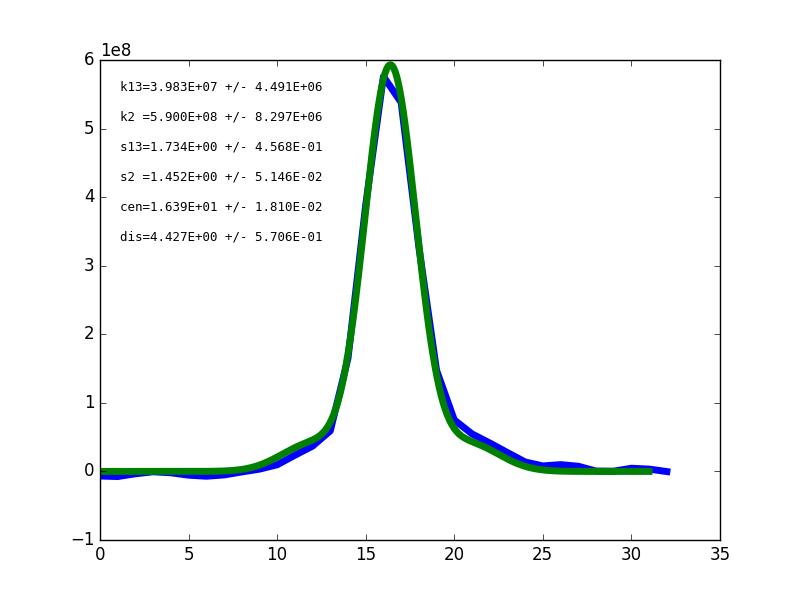 1e8
6
k13=3.983E+07 +/- 4.491E+06
k2 =5.900E+08 +/- 8.297E+06
5
s13=1.734E+00 +/- 4.568E-01
s2 =1.452E+00 +/- 5.146E-02
4
cen=1.639E+01 +/- 1.810E-02
dis=4.427E+00 +/- 5.706E-01
3
2
1
0
−1
0 5 10 15 20 25 30 35